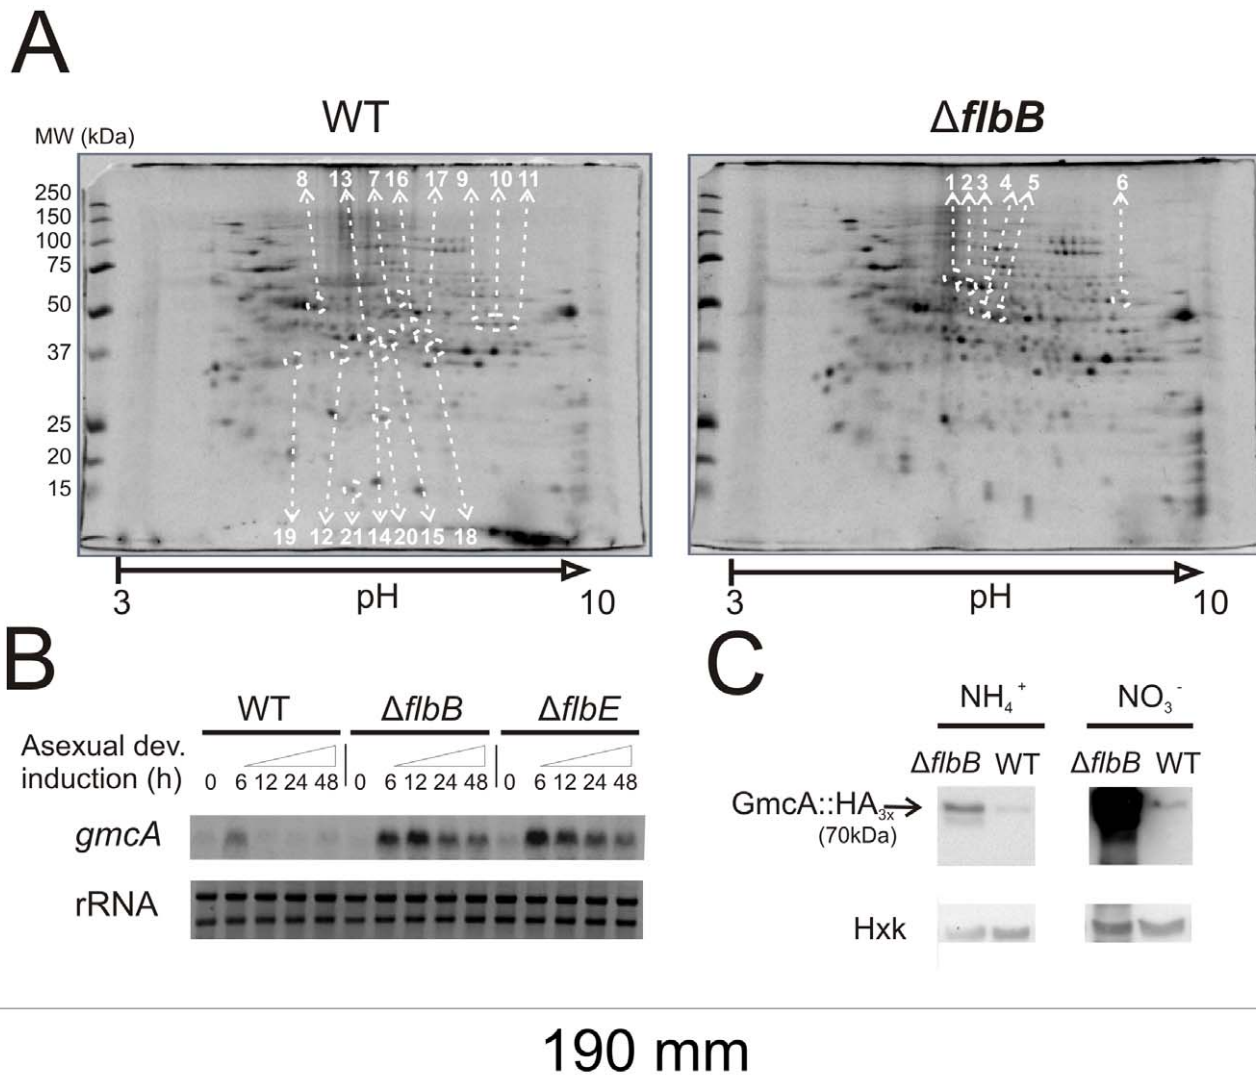 A
WT
ΔflbB
MW (kDa)
250
150
100
75
50
37
25
20
15
8 13 7 16 17 9 10 11
19 12 21 14 20 15 18
1 2 3 4 5 6
3 pH 10
3 pH 10
B
WT ΔflbB ΔflbE
Asexual dev.
induction (h)
0 6 12 24 48 0 6 12 24 48 0 6 12 24 48
gmcA
rRNA
C
NH₄⁺ NO₃⁻
ΔflbB WT ΔflbB WT
GmcA::HA₃ₓ
(70kDa)
Hxk
190 mm